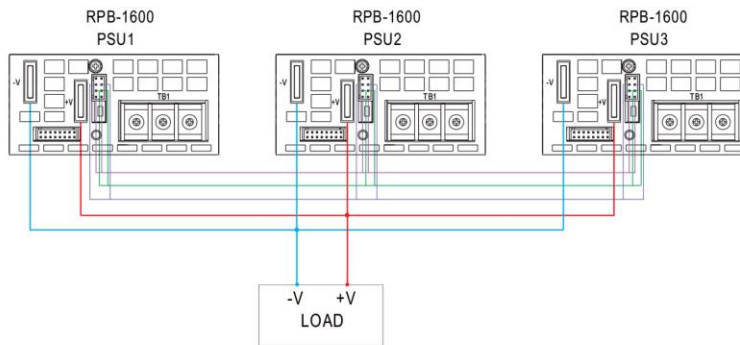 RPB-1600 RPB-1600 RPB-1600
PSU1 PSU2 PSU3
-V +V TB1 -V +V TB1 -V +V TB1
-V +V
LOAD